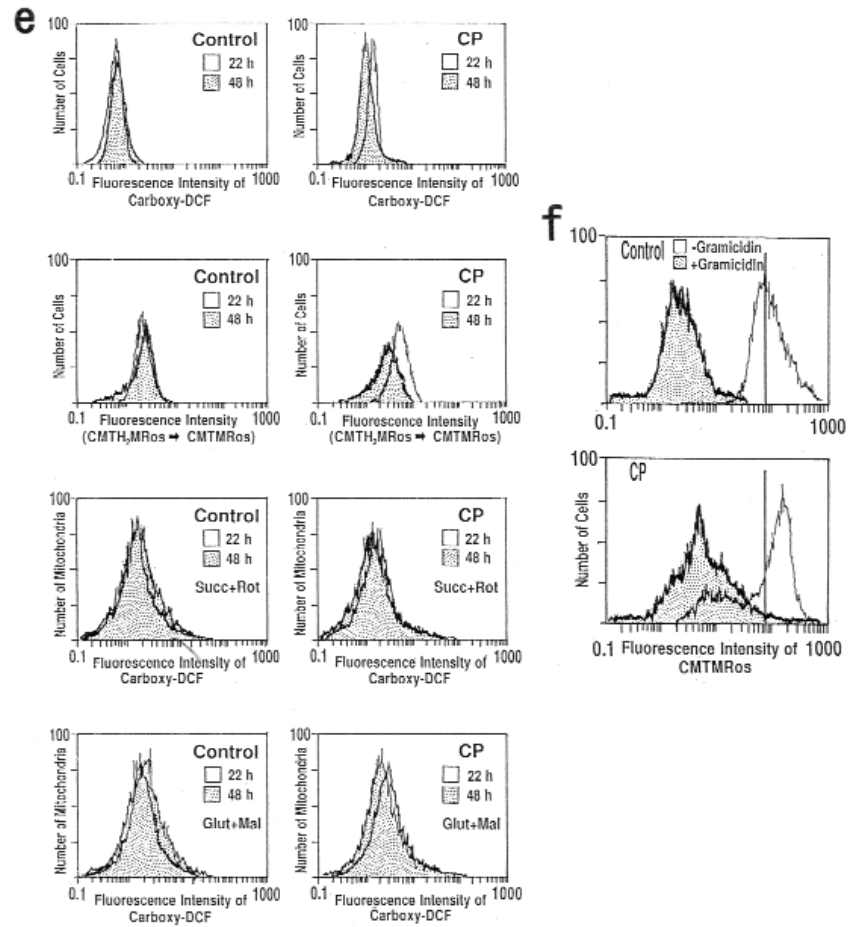 e
100
Control
22 h
48 h
Number of Cells
0.1
1000
Fluorescence Intensity of
Carboxy-DCF
100
CP
22 h
48 h
Number of Cells
0.1
1000
Fluorescence Intensity of
Carboxy-DCF
100
Control
22 h
48 h
Number of Cells
0.1
1000
Fluorescence Intensity
(CMTH₂MRos ➡ CMTMRos)
100
CP
22 h
48 h
Number of Cells
0.1
1000
Fluorescence Intensity
(CMTH₂MRos ➡ CMTMRos)
100
Control
22 h
48 h
Succ+Rot
Number of Mitochondria
0.1
1000
Fluorescence Intensity of
Carboxy-DCF
100
CP
22 h
48 h
Succ+Rot
Number of Mitochondria
0.1
1000
Fluorescence Intensity of
Carboxy-DCF
100
Control
22 h
48 h
Glut+Mal
Number of Mitochondria
0.1
1000
Fluorescence Intensity of
Carboxy-DCF
100
CP
22 h
48 h
Glut+Mal
Number of Mitochondria
0.1
1000
Fluorescence Intensity of
Carboxy-DCF
f
100
Control
-Gramicidin
+Gramicidin
Number of Cells
0.1
1000
100
CP
Number of Cells
0.1 Fluorescence Intensity of 1000
CMTMRos